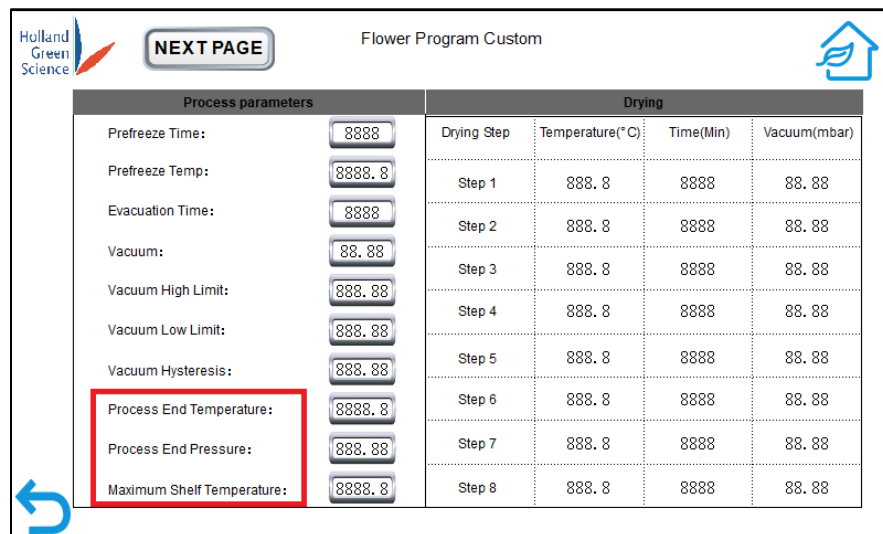 Holland
Green
Science
NEXT PAGE
Flower Program Custom
Process parameters
Prefreeze Time: 8888
Prefreeze Temp: 8888.8
Evacuation Time: 8888
Vacuum: 88.88
Vacuum High Limit: 888.88
Vacuum Low Limit: 888.88
Vacuum Hysteresis: 888.88
Process End Temperature: 8888.8
Process End Pressure: 888.88
Maximum Shelf Temperature: 8888.8
Drying
Drying Step Temperature(°C) Time(Min) Vacuum(mbar)
Step 1 888.8 8888 88.88
Step 2 888.8 8888 88.88
Step 3 888.8 8888 88.88
Step 4 888.8 8888 88.88
Step 5 888.8 8888 88.88
Step 6 888.8 8888 88.88
Step 7 888.8 8888 88.88
Step 8 888.8 8888 88.88